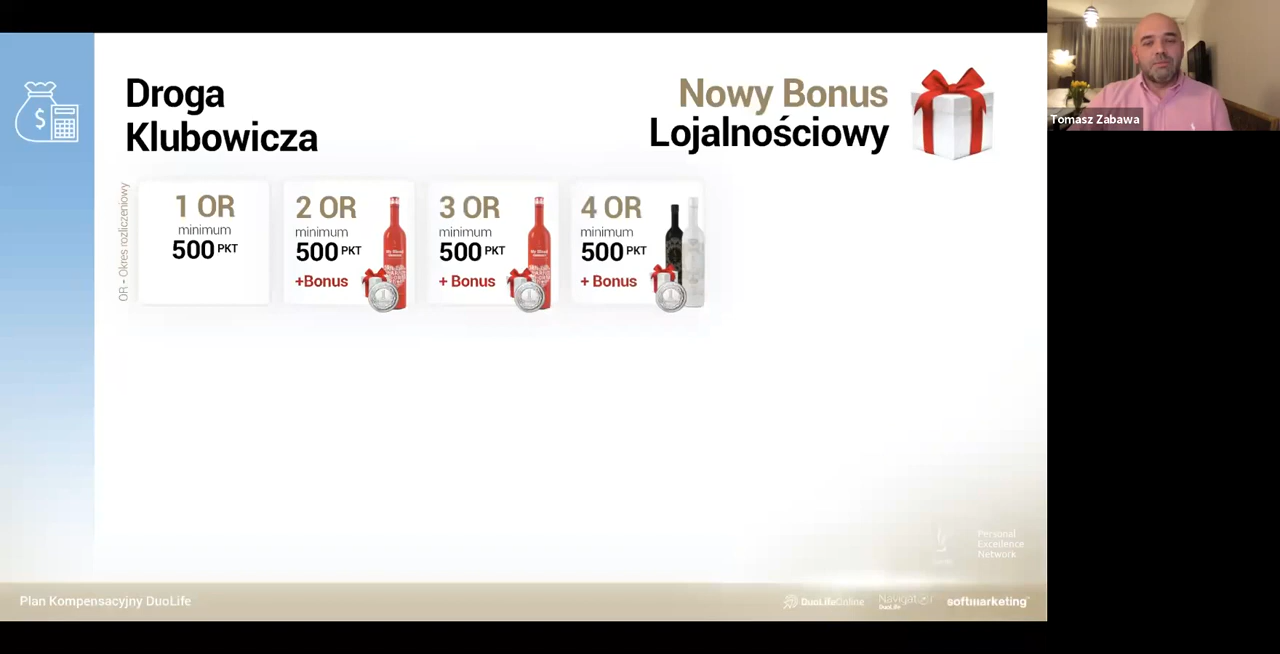 Droga
Klubowicza
Nowy Bonus
Lojalnościowy
OR - Okres rozliczeniowy
1 OR
minimum
500 PKT
2 OR
minimum
500 PKT
+Bonus
3 OR
minimum
500 PKT
+ Bonus
4 OR
minimum
500 PKT
+ Bonus
Tomasz Zabawa
Personal
Excellence
Network
Plan Kompensacyjny DuoLife
DuoLifeOnline
Navigator
DuoLife
softmarketing